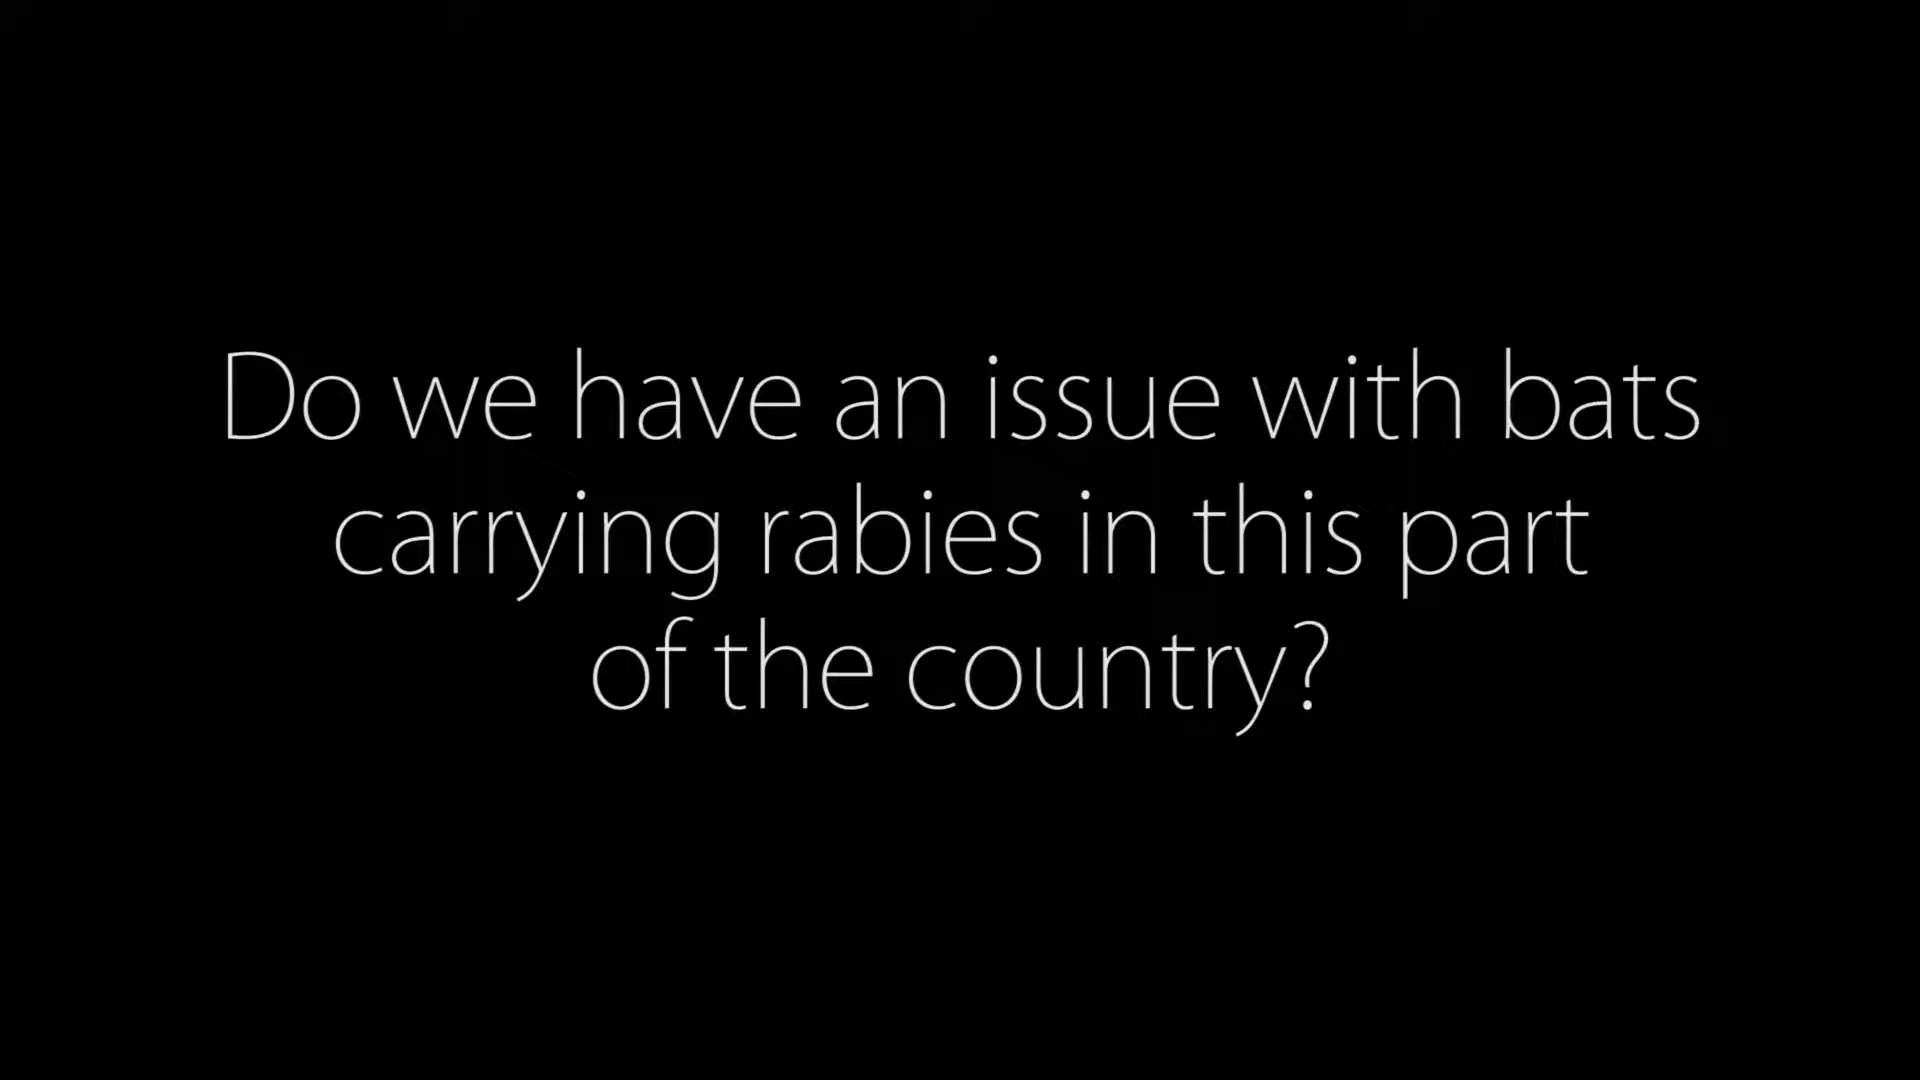 Do we have an issue with bats
carrying rabies in this part
of the country?